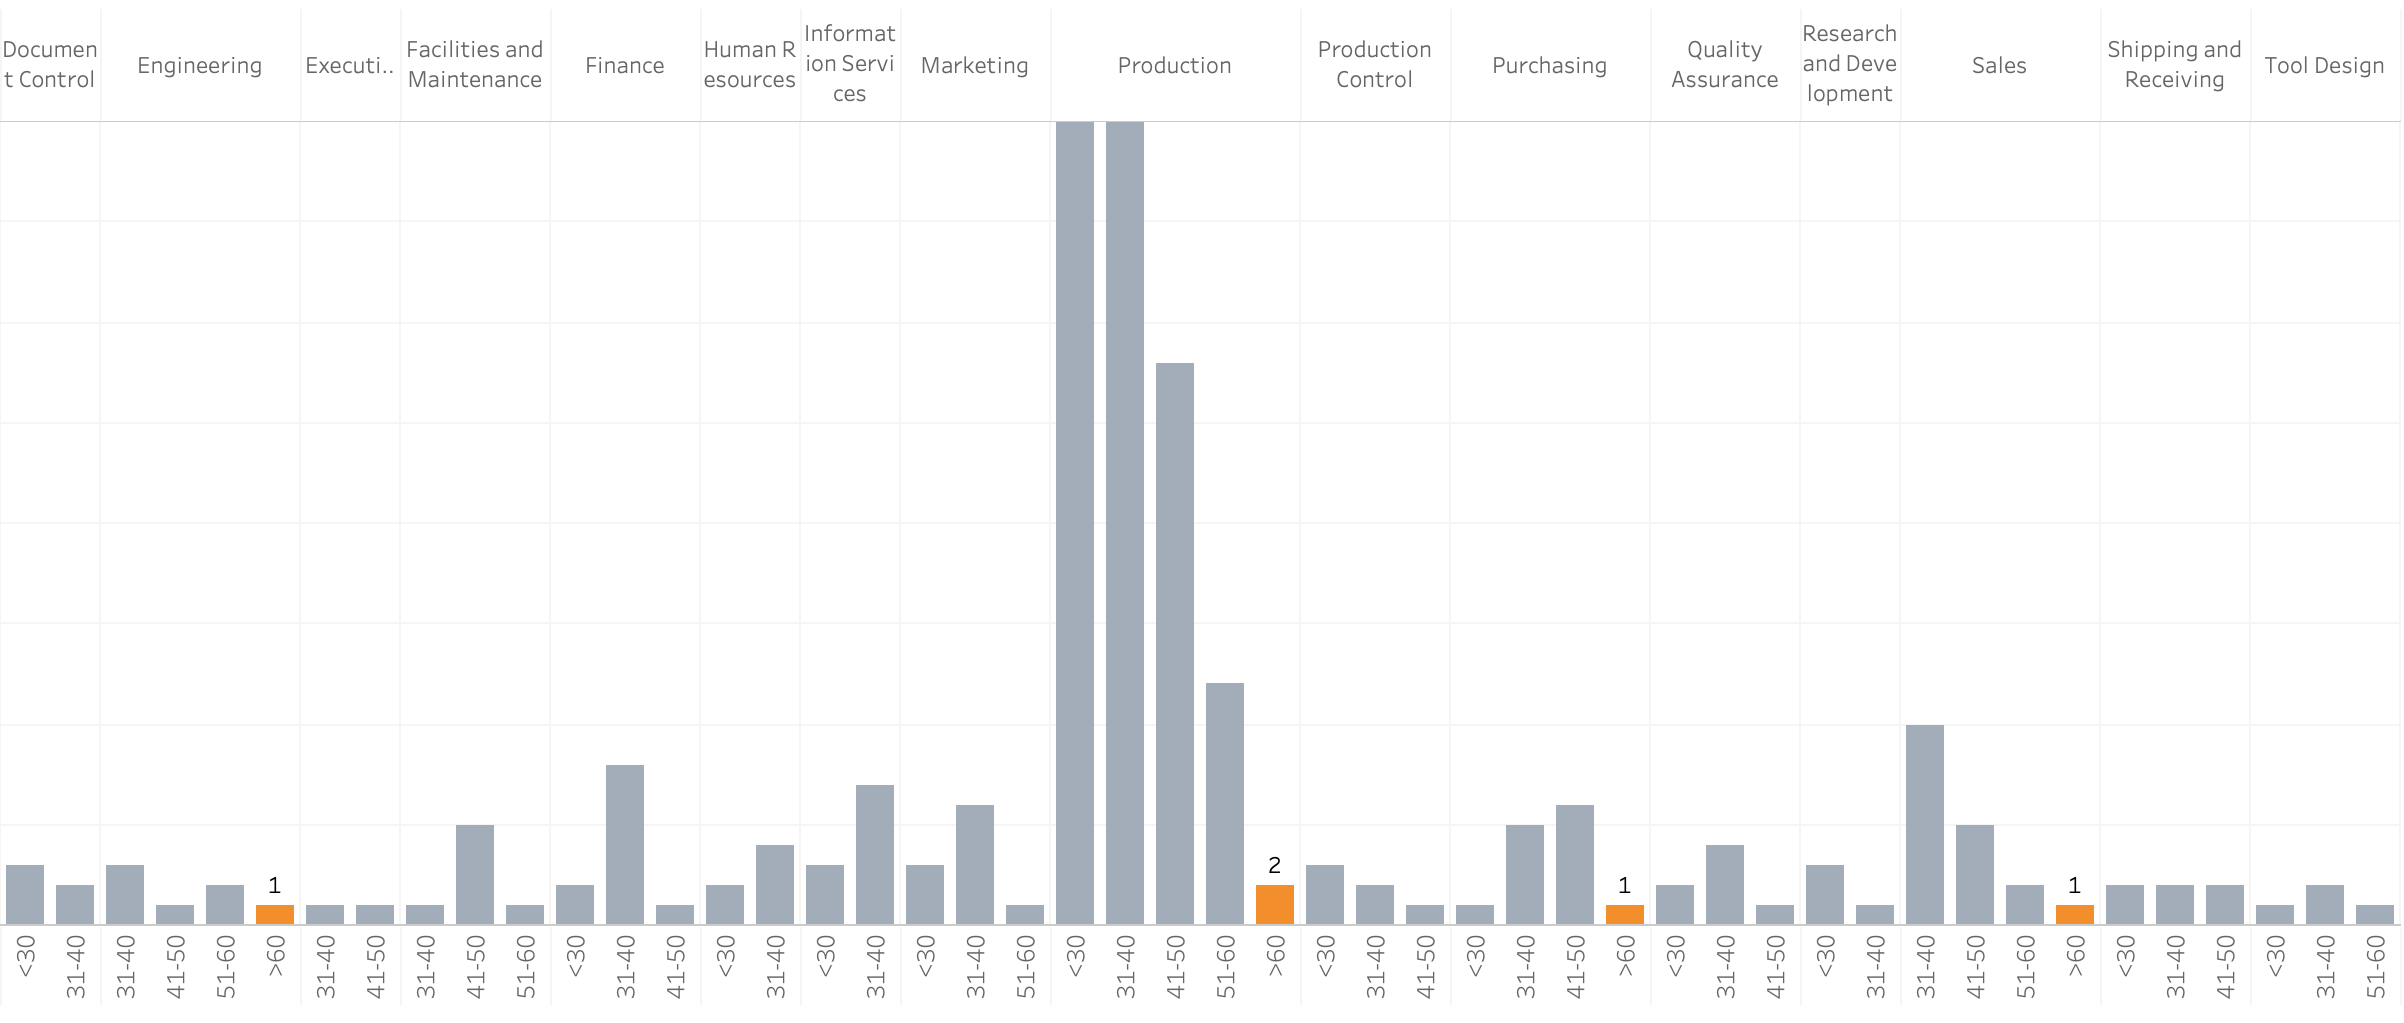 Documen
t Control
Engineering
Executi..
Facilities and
Maintenance
Finance
Human R
esources
Informat
ion Servi
ces
Marketing
Production
Production
Control
Purchasing
Quality
Assurance
Research
and Deve
lopment
Sales
Shipping and
Receiving
Tool Design
1
2
1
1
<30
31-40
31-40
41-50
51-60
>60
31-40
41-50
31-40
41-50
51-60
<30
31-40
41-50
<30
31-40
<30
31-40
<30
31-40
51-60
<30
31-40
41-50
51-60
>60
<30
31-40
41-50
<30
31-40
41-50
>60
<30
31-40
41-50
<30
31-40
31-40
41-50
51-60
>60
<30
31-40
41-50
<30
31-40
51-60